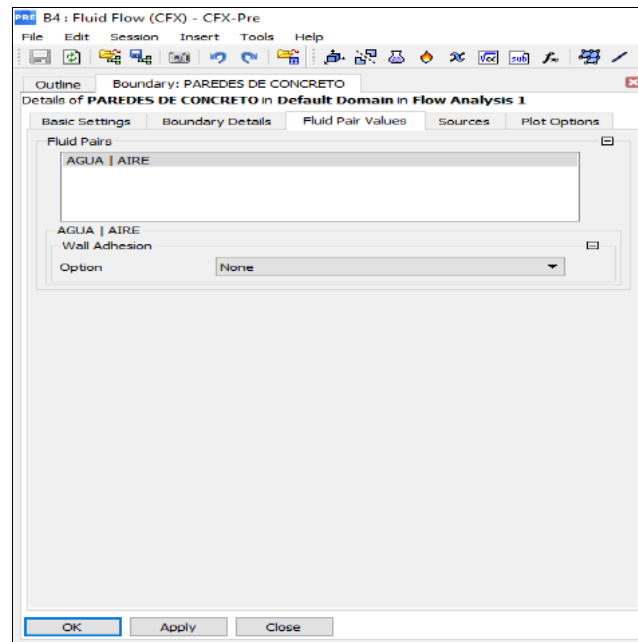 PRE B4 : Fluid Flow (CFX) - CFX-Pre
File Edit Session Insert Tools Help
Outline Boundary: PAREDES DE CONCRETO
Details of PAREDES DE CONCRETO in Default Domain in Flow Analysis 1
Basic Settings Boundary Details Fluid Pair Values Sources Plot Options
Fluid Pairs
AGUA | AIRE
AGUA | AIRE
Wall Adhesion
Option None
OK Apply Close